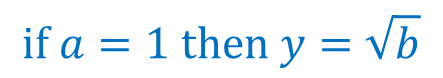 if a = 1 then y = √b